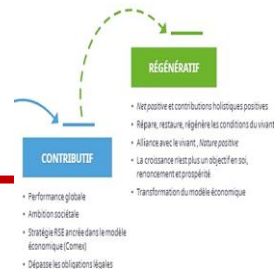 RÉGÉNÉRATIF
• Net positive et contributions holistiques positives
• Répare, restaure, régénère les conditions du vivant
• Alliance avec le vivant, Nature positive
• La croissance n'est plus un objectif en soi,
renoncement et prospérité
• Transformation du modèle économique
CONTRIBUTIF
• Performance globale
• Ambition sociétale
• Stratégie RSE ancrée dans le modèle
économique (Comex)
• Dépasse les obligations légales